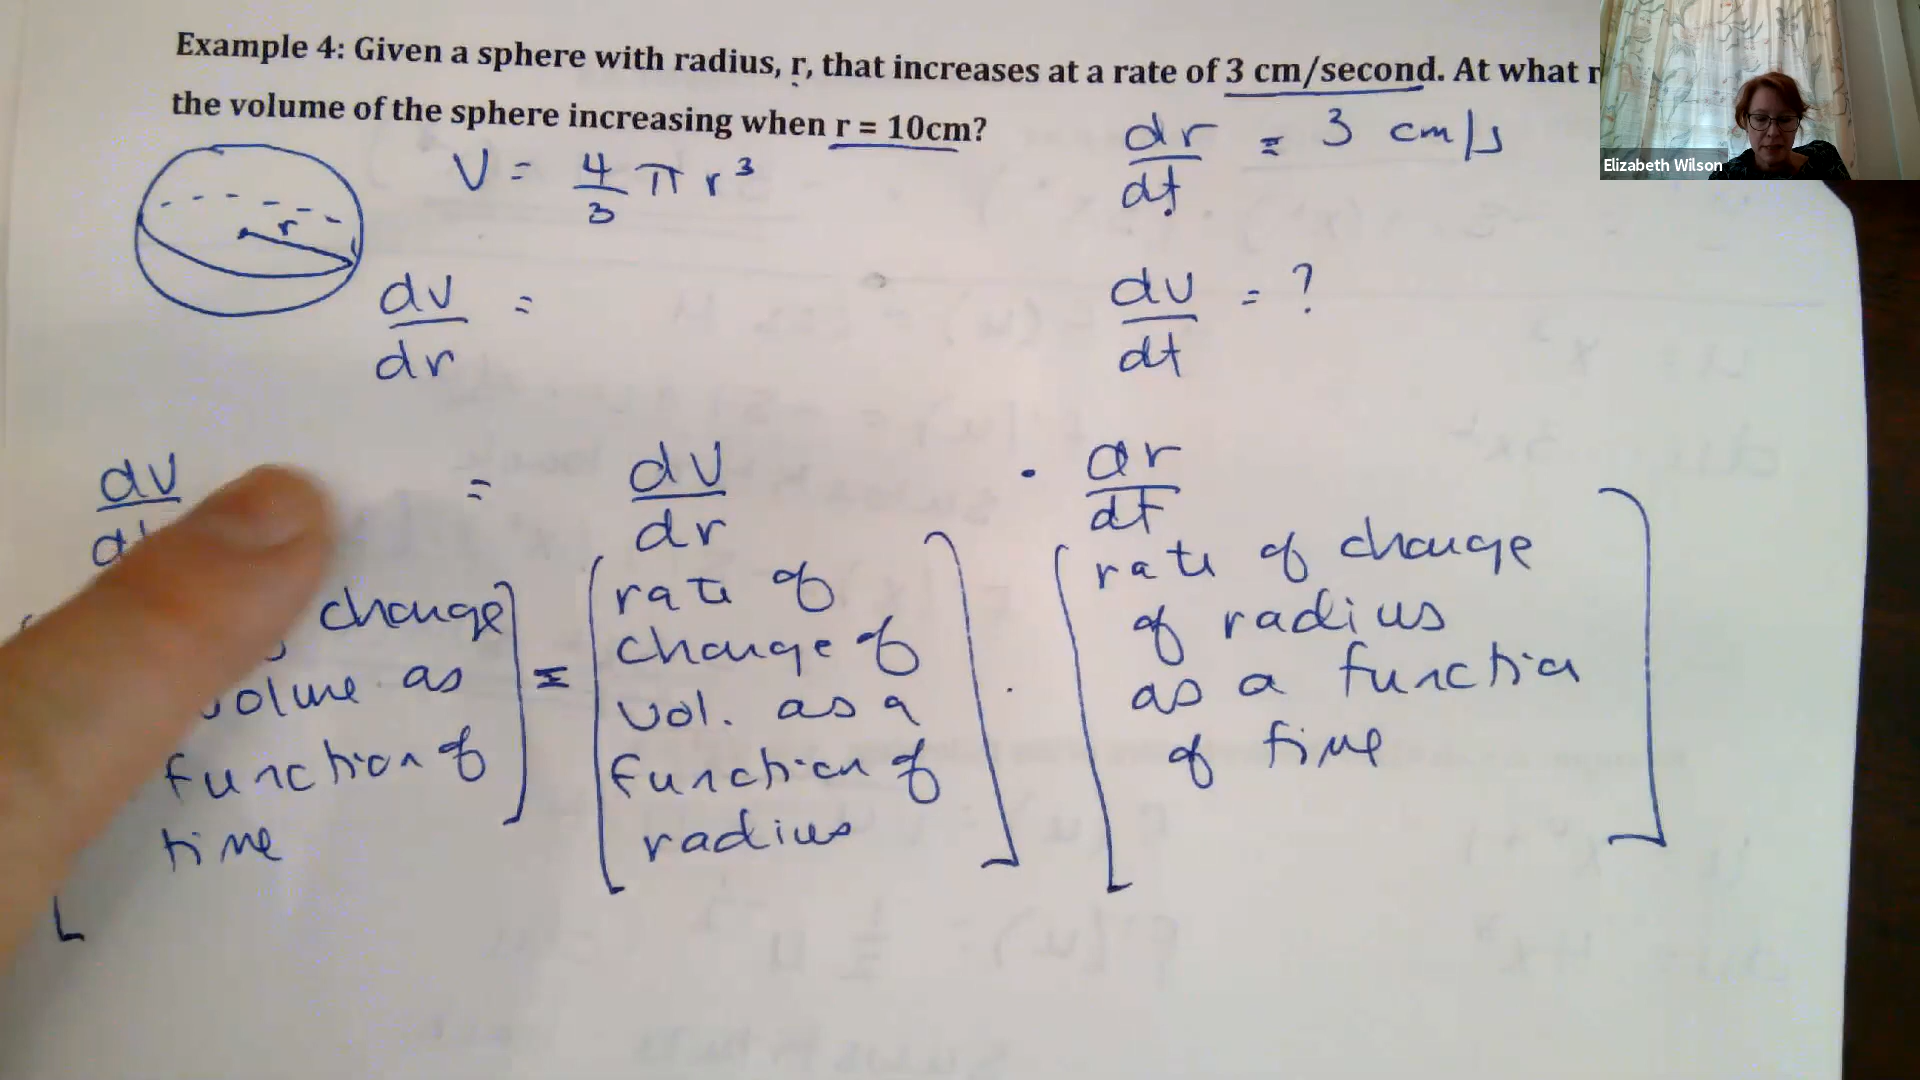 Example 4: Given a sphere with radius, r, that increases at a rate of 3 cm/second. At what
the volume of the sphere increasing when r = 10cm?
V = 4/3 π r³
dr/dt = 3 cm/s
Elizabeth Wilson
r
dv/dr =
dv/dt = ?
dv = dv/dr · dr/dt
change
volume as
function of
time
=
rate of
change of
vol. as a
function of
radius
·
rate of change
of radius
as a function
of time